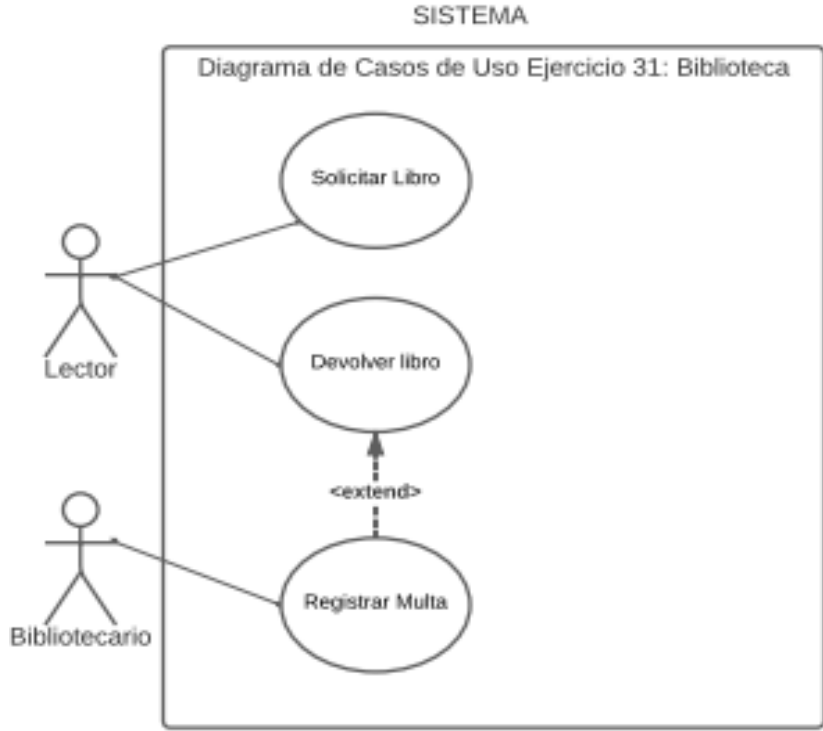 SISTEMA
Diagrama de Casos de Uso Ejercicio 31: Biblioteca
Solicitar Libro
Lector
Devolver libro
<extend>
Bibliotecario
Registrar Multa